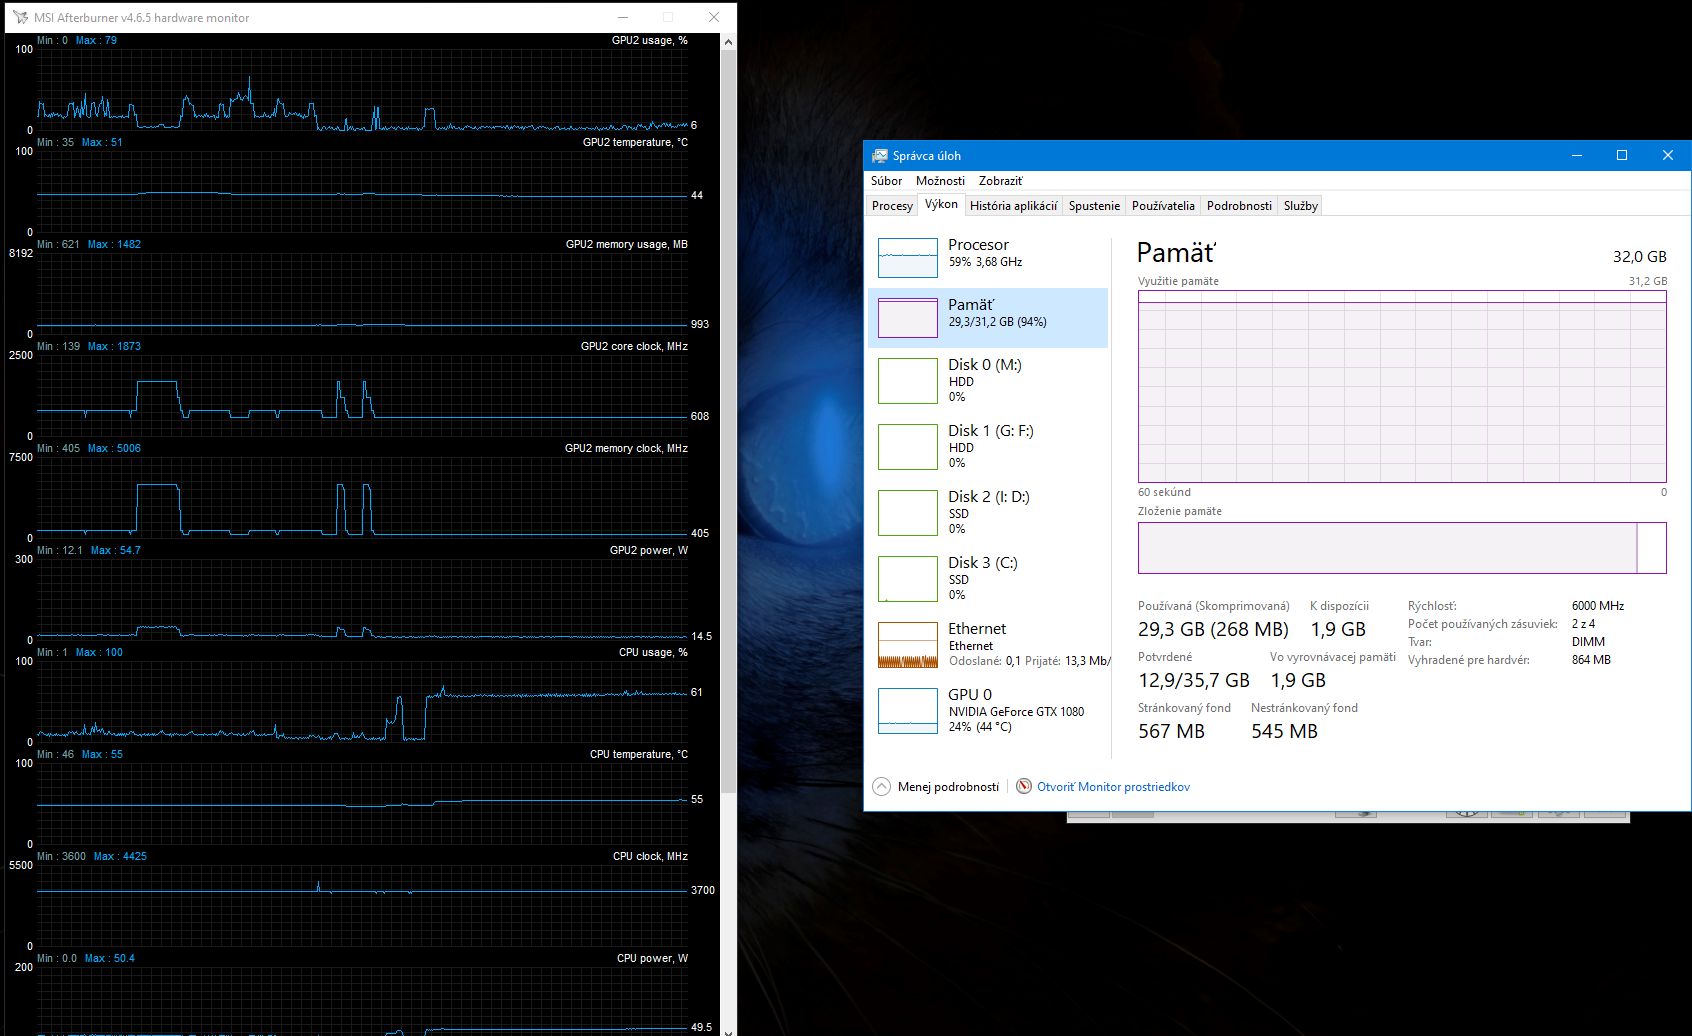 MSI Afterburner v4.6.5 hardware monitor
Min : 0 Max : 79
GPU2 usage, %
100
0
6
Min : 35 Max : 51
GPU2 temperature, °C
100
0
44
Min : 621 Max : 1482
GPU2 memory usage, MB
8192
0
993
Min : 139 Max : 1873
GPU2 core clock, MHz
2500
0
608
Min : 405 Max : 5006
GPU2 memory clock, MHz
7500
0
405
Min : 12.1 Max : 54.7
GPU2 power, W
300
0
14.5
Min : 1 Max : 100
CPU usage, %
100
0
61
Min : 46 Max : 55
CPU temperature, °C
100
0
55
Min : 3600 Max : 4425
CPU clock, MHz
5500
0
3700
Min : 0.0 Max : 50.4
CPU power, W
200
49.5
Správca úloh
Súbor Možnosti Zobraziť
Procesy Výkon História aplikácií Spustenie Používatelia Podrobnosti Služby
Procesor
59% 3,68 GHz
Pamäť
29,3/31,2 GB (94%)
Disk 0 (M:)
HDD
0%
Disk 1 (G: F:)
HDD
0%
Disk 2 (I: D:)
SSD
0%
Disk 3 (C:)
SSD
0%
Ethernet
Ethernet
Odoslané: 0,1 Prijaté: 13,3 Mb/
GPU 0
NVIDIA GeForce GTX 1080
24% (44 °C)
Pamäť
32,0 GB
Využitie pamäte
31,2 GB
60 sekúnd
0
Zloženie pamäte
Používaná (Skomprimovaná)
29,3 GB (268 MB)
K dispozícii
1,9 GB
Potvrdené
12,9/35,7 GB
Vo vyrovnávacej pamäti
1,9 GB
Stránkovaný fond
567 MB
Nestránkovaný fond
545 MB
Rýchlosť: 6000 MHz
Počet používaných zásuviek: 2 z 4
Tvar: DIMM
Vyhradené pre hardvér: 864 MB
Menej podrobností
Otvoriť Monitor prostriedkov